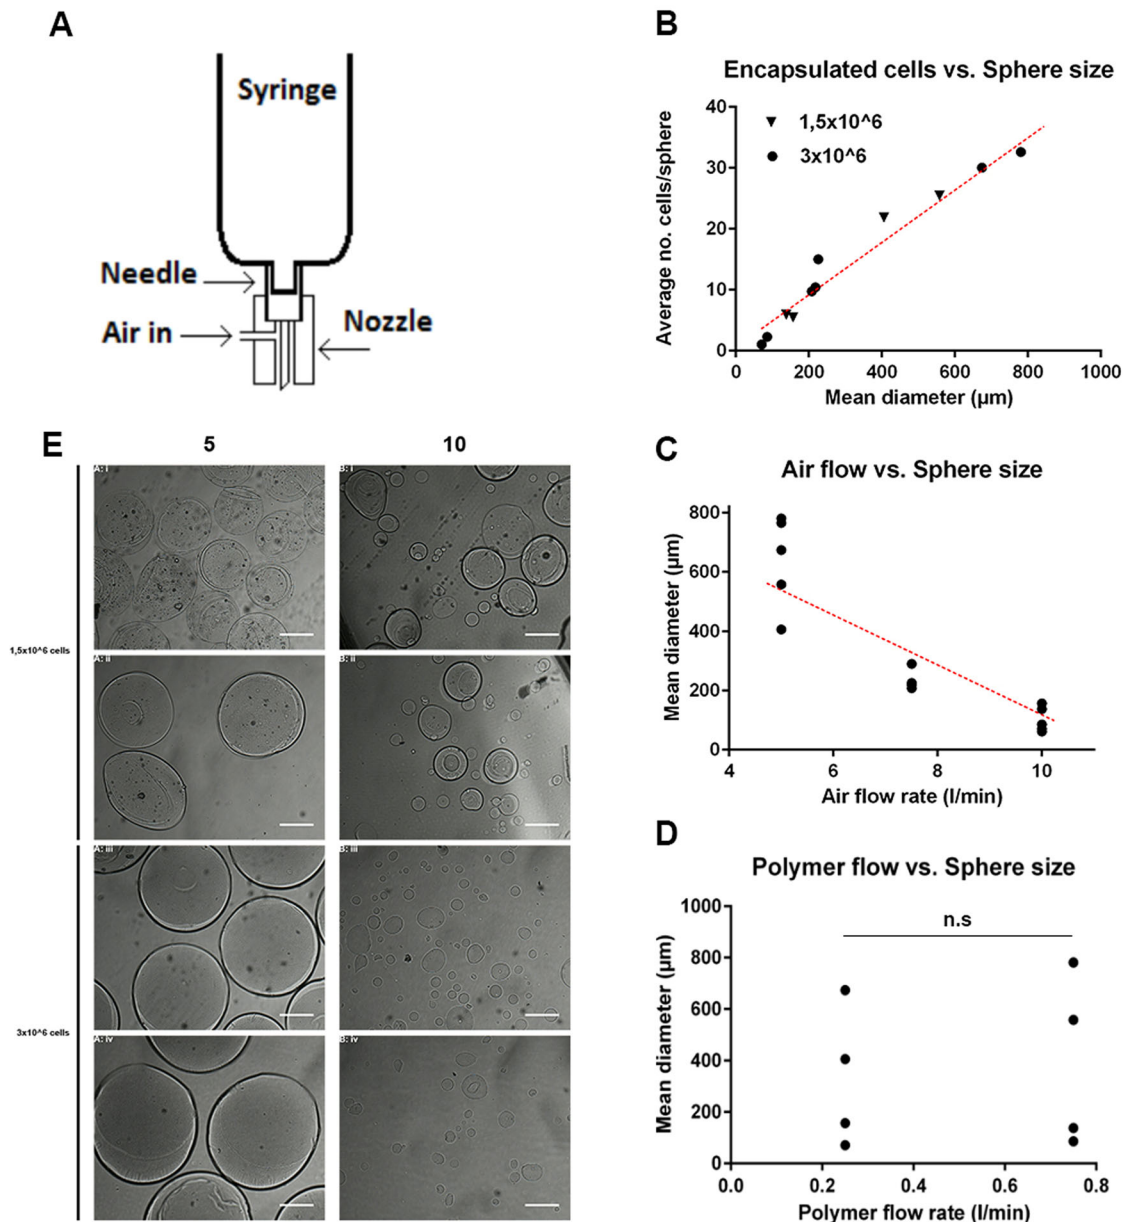 A
Syringe
Needle
Air in
Nozzle
B
Encapsulated cells vs. Sphere size
Average no. cells/sphere
40
30
20
10
0
1,5x10^6
3x10^6
0 200 400 600 800 1000
Mean diameter (µm)
E
5 10
A: i B: i
1,5x10^6 cells
A: ii B: ii
A: iii B: iii
3x10^6 cells
A: iv B: iv
C
Air flow vs. Sphere size
Mean diameter (µm)
800
600
400
200
0
4 6 8 10
Air flow rate (l/min)
D
Polymer flow vs. Sphere size
Mean diameter (µm)
1000
800
600
400
200
0
n.s
0.0 0.2 0.4 0.6 0.8
Polymer flow rate (l/min)